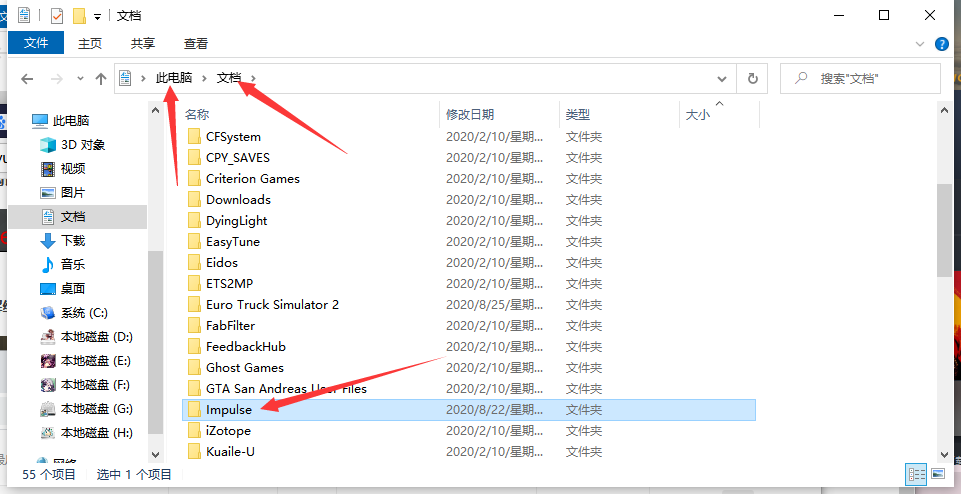 文档
文件 主页 共享 查看
此电脑 文档 搜索"文档"
名称 修改日期 类型 大小
CFSystem 2020/2/10/星期... 文件夹
CPY_SAVES 2020/2/10/星期... 文件夹
Criterion Games 2020/2/10/星期... 文件夹
Downloads 2020/2/10/星期... 文件夹
DyingLight 2020/2/10/星期... 文件夹
EasyTune 2020/2/10/星期... 文件夹
Eidos 2020/2/10/星期... 文件夹
ETS2MP 2020/2/10/星期... 文件夹
Euro Truck Simulator 2 2020/8/25/星期... 文件夹
FabFilter 2020/2/10/星期... 文件夹
FeedbackHub 2020/2/10/星期... 文件夹
Ghost Games 2020/2/10/星期... 文件夹
GTA San Andreas User Files 2020/2/10/星期... 文件夹
Impulse 2020/8/22/星期... 文件夹
iZotope 2020/2/10/星期... 文件夹
Kuaile-U 2020/2/10/星期... 文件夹
此电脑
3D 对象
视频
图片
文档
下载
音乐
桌面
系统 (C:)
本地磁盘 (D:)
本地磁盘 (E:)
本地磁盘 (F:)
本地磁盘 (G:)
本地磁盘 (H:)
网络
55 个项目 选中 1 个项目